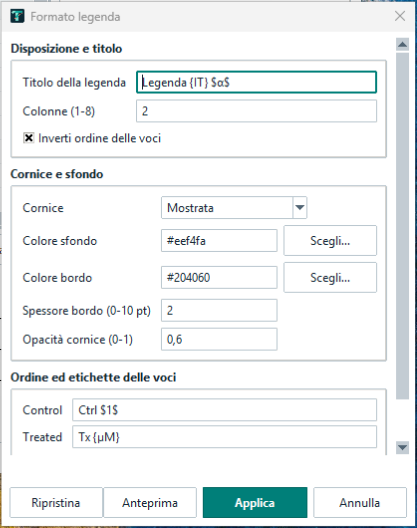 Formato legenda
Disposizione e titolo
Titolo della legenda Legenda {IT} $α$
Colonne (1-8) 2
Inverti ordine delle voci
Cornice e sfondo
Cornice Mostrata
Colore sfondo #eef4fa Scegli...
Colore bordo #204060 Scegli...
Spessore bordo (0-10 pt) 2
Opacità cornice (0-1) 0,6
Ordine ed etichette delle voci
Control Ctrl $1$
Treated Tx {µM}
Ripristina Anteprima Applica Annulla